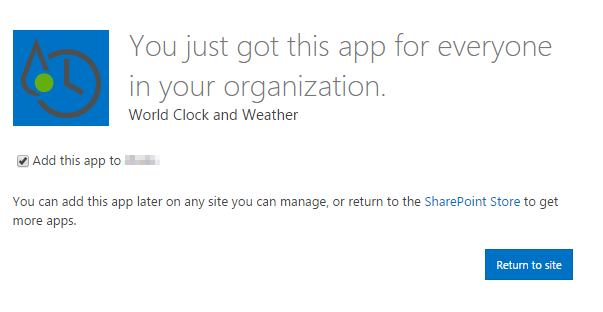 You just got this app for everyone
in your organization.
World Clock and Weather
Add this app to
You can add this app later on any site you can manage, or return to the SharePoint Store to get
more apps.
Return to site